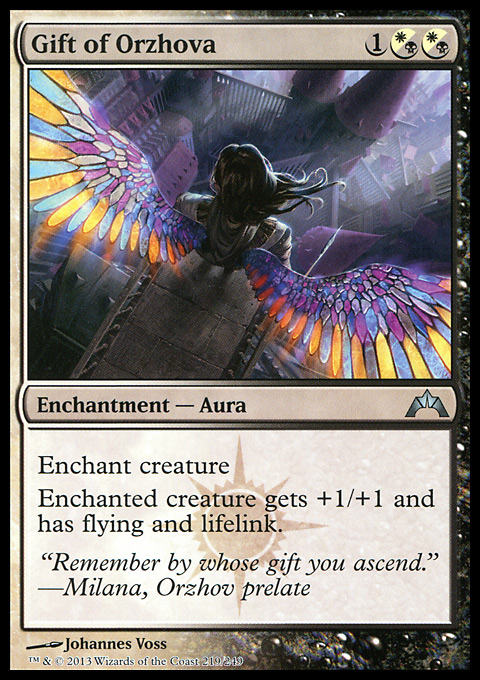 Gift of Orzhova 1
Enchantment — Aura
Enchant creature
Enchanted creature gets +1/+1 and
has flying and lifelink.
“Remember by whose gift you ascend.”
—Milana, Orzhov prelate
Johannes Voss
™ & © 2013 Wizards of the Coast 219/249